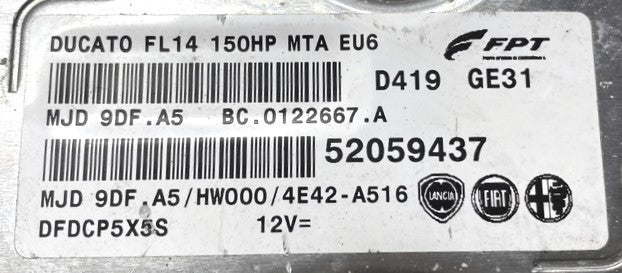 DUCATO FL14 150HP MTA EU6
FPT
D419 GE31
MJD 9DF.A5 BC.0122667.A
52059437
MJD 9DF.A5/HW000/4E42-A516
LANCIA FIAT
DFDCP5X5S 12V=